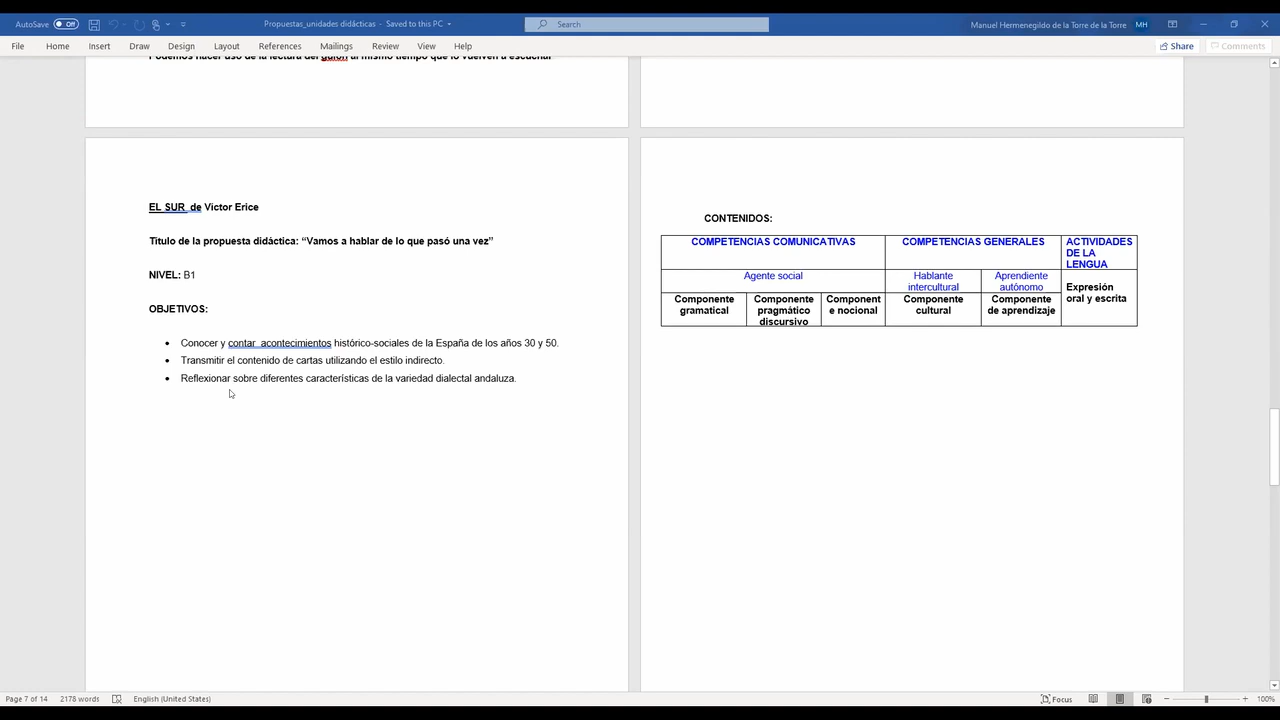 AutoSave Off Propuestas_unidades didácticas - Saved to this PC Search Manuel Hermenegildo de la Torre de la Torre MH
File Home Insert Draw Design Layout References Mailings Review View Help Share Comments
Podemos hacer uso de la lectura del guion al mismo tiempo que lo vuelven a escuchar
EL SUR de Victor Erice
Título de la propuesta didáctica: “Vamos a hablar de lo que pasó una vez”
NIVEL: B1
OBJETIVOS:
• Conocer y contar acontecimientos histórico-sociales de la España de los años 30 y 50.
• Transmitir el contenido de cartas utilizando el estilo indirecto.
• Reflexionar sobre diferentes características de la variedad dialectal andaluza.
CONTENIDOS:
COMPETENCIAS COMUNICATIVAS
COMPETENCIAS GENERALES
ACTIVIDADES
DE LA
LENGUA
Agente social
Hablante
intercultural
Aprendiente
autónomo
Expresión
oral y escrita
Componente
gramatical
Componente
pragmático
discursivo
Component
e nocional
Componente
cultural
Componente
de aprendizaje
Page 7 of 14 2178 words English (United States) Focus 100%